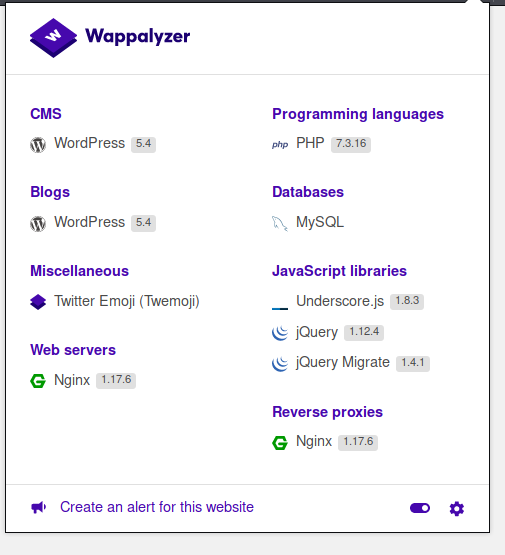 Wappalyzer
CMS
WordPress 5.4
Blogs
WordPress 5.4
Miscellaneous
Twitter Emoji (Twemoji)
Web servers
Nginx 1.17.6
Programming languages
php PHP 7.3.16
Databases
MySQL
JavaScript libraries
Underscore.js 1.8.3
jQuery 1.12.4
jQuery Migrate 1.4.1
Reverse proxies
Nginx 1.17.6
Create an alert for this website